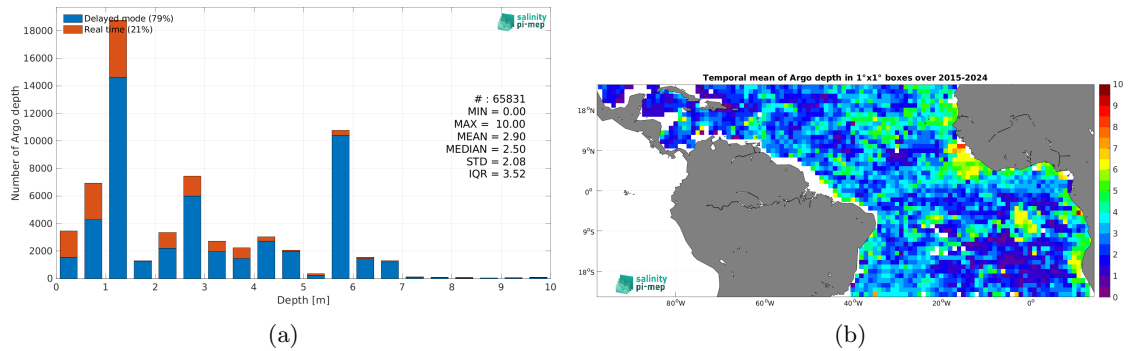 Delayed mode (79%)
Real time (21%)
salinity
pi-mep
# : 65831
MIN = 0.00
MAX = 10.00
MEAN = 2.90
MEDIAN = 2.50
STD = 2.08
IQR = 3.52
Number of Argo depth
18000
16000
14000
12000
10000
8000
6000
4000
2000
0
0 1 2 3 4 5 6 7 8 9 10
Depth [m]
(a)
Temporal mean of Argo depth in 1°x1° boxes over 2015-2024
18°N
9°N
0°
9°S
18°S
80°W 60°W 40°W 20°W 0°
salinity
pi-mep
10
9
8
7
6
5
4
3
2
1
0
(b)